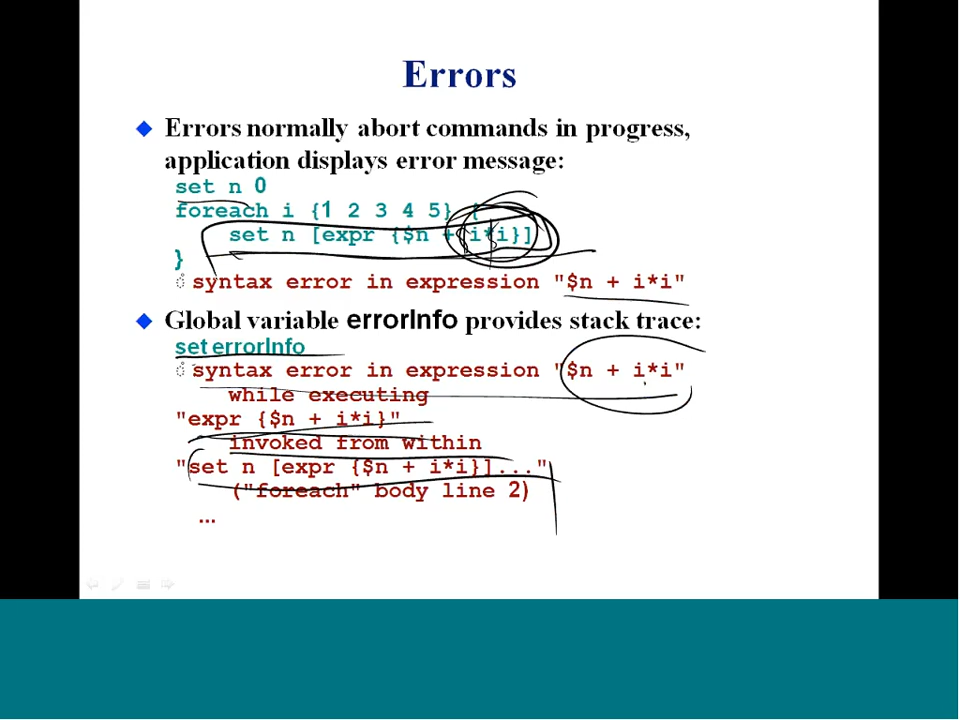 Errors
Errors normally abort commands in progress,
application displays error message:
set n 0
foreach i {1 2 3 4 5} {
set n [expr {$n + i*i}]
}
syntax error in expression "$n + i*i"
Global variable errorInfo provides stack trace:
set errorInfo
syntax error in expression "$n + i*i"
while executing
"expr {$n + i*i}"
invoked from within
"set n [expr {$n + i*i}]..."
("foreach" body line 2)
...